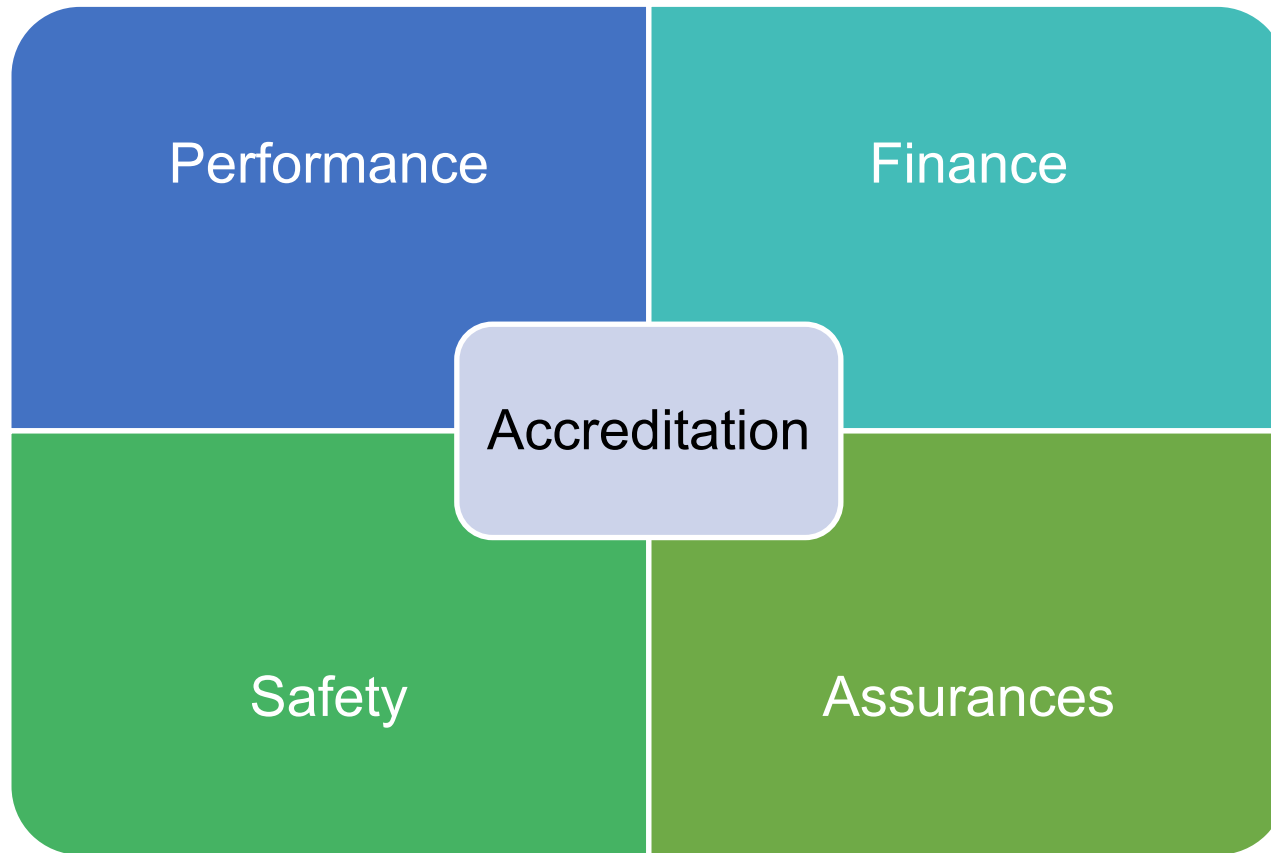 Performance
Finance
Accreditation
Safety
Assurances